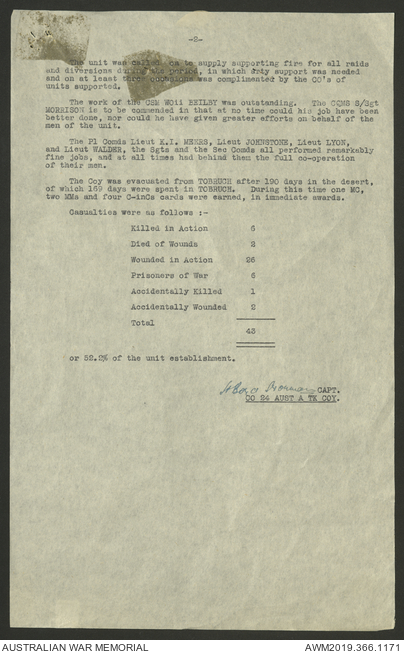 -2-
The unit was called on to supply supporting fire for all raids
and diversions during the period, in which duty support was needed
and on at least three occasions was complimented by the CO's of
units supported.
The work of the CSM WOii BEILBY was outstanding. The CQMS S/Sgt
MORRISON is to be commended in that at no time could his job have been
better done, nor could he have given greater efforts on behalf of the
men of the unit.
The Pl Comds Lieut K.I. MENKS, Lieut JOHNSTONE, Lieut LYON,
and Lieut WALDER, the Sgts and the Sec Comds all performed remarkably
fine jobs, and at all times had behind them the full co-operation
of their men.
The Coy was evacuated from TOBRUCH after 190 days in the desert,
of which 169 days were spent in TOBRUCH. During this time one MC,
two MMs and four C-inCs cards were earned, in immediate awards.
Casualties were as follows :-
Killed in Action 6
Died of Wounds 2
Wounded in Action 26
Prisoners of War 6
Accidentally Killed 1
Accidentally Wounded 2
Total 43
or 52.2% of the unit establishment.
CAPT.
CO 24 AUST A TK COY.
AUSTRALIAN WAR MEMORIAL AWM2019.366.1171